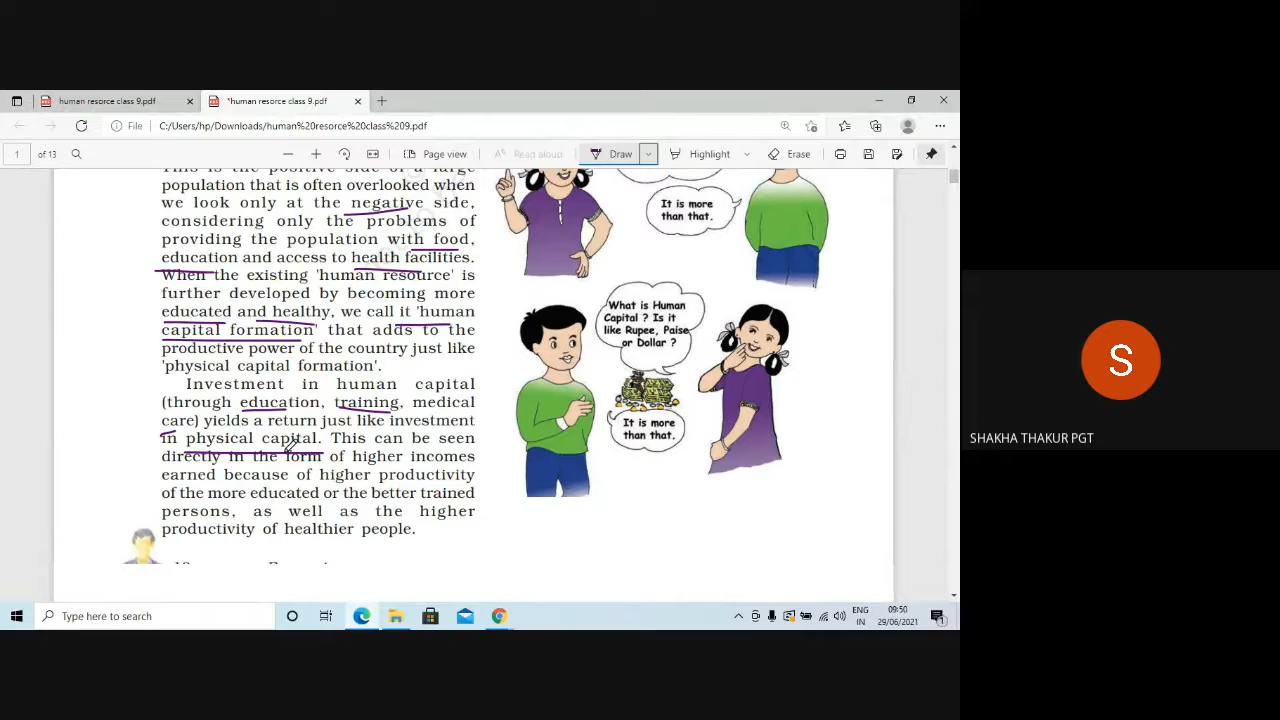 human resorce class 9.pdf
*human resorce class 9.pdf
File
C:/Users/hp/Downloads/human%20resorce%20class%209.pdf
1 of 13
Page view
Read aloud
Draw
Highlight
Erase
This is the positive side of a large
population that is often overlooked when
we look only at the negative side,
considering only the problems of
providing the population with food,
education and access to health facilities.
When the existing 'human resource' is
further developed by becoming more
educated and healthy, we call it 'human
capital formation' that adds to the
productive power of the country just like
'physical capital formation'.
Investment in human capital
(through education, training, medical
care) yields a return just like investment
in physical capital. This can be seen
directly in the form of higher incomes
earned because of higher productivity
of the more educated or the better trained
persons, as well as the higher
productivity of healthier people.
It is more
than that.
What is Human
Capital ? Is it
like Rupee, Paise
or Dollar ?
It is more
than that.
S
SHAKHA THAKUR PGT
Type here to search
ENG
IN
09:50
29/06/2021
1